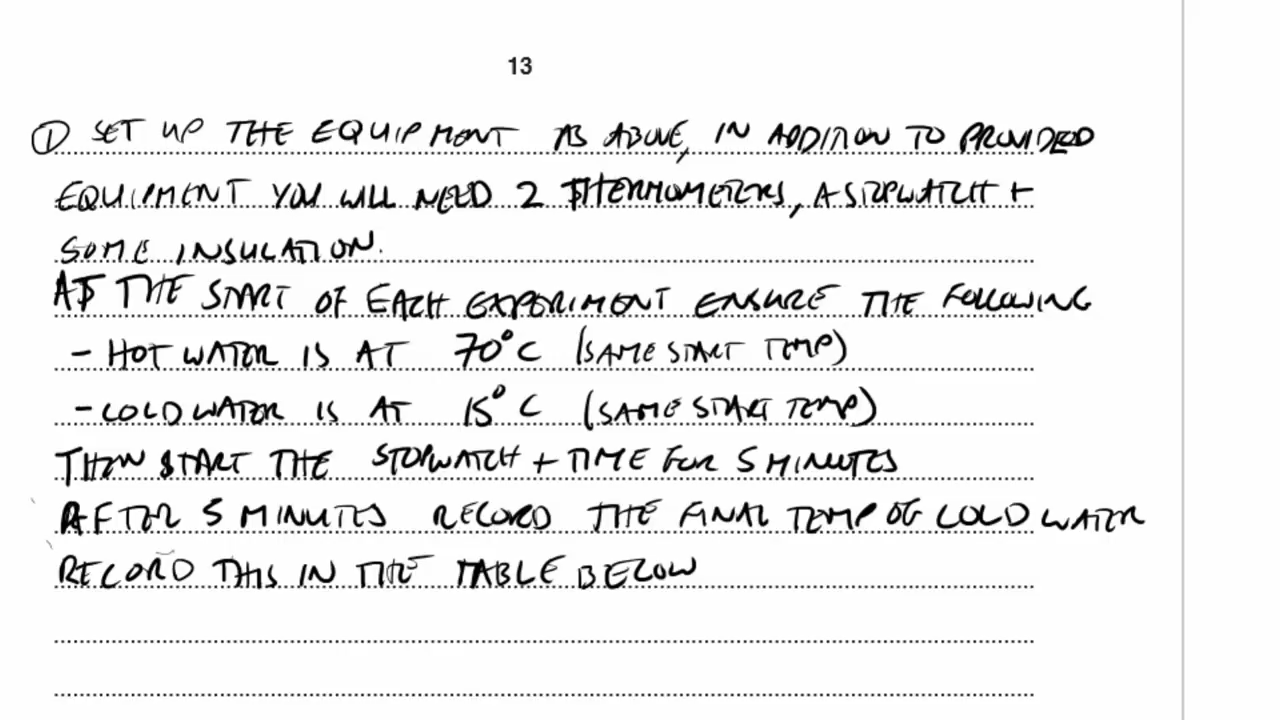 13
① SET UP THE EQUIPMENT AS ABOVE, IN ADDITION TO PROVIDED
EQUIPMENT YOU WILL NEED 2 THERMOMETERS, A STOPWATCH +
SOME INSULATION.
AT THE START OF EACH EXPERIMENT ENSURE THE FOLLOWING
- HOT WATER IS AT 70°C (SAME START TEMP)
- COLD WATER IS AT 15°C (SAME START TEMP)
THEN START THE STOPWATCH + TIME FOR 5 MINUTES
AFTER 5 MINUTES RECORD THE FINAL TEMP OF COLD WATER
RECORD THIS IN THE TABLE BELOW